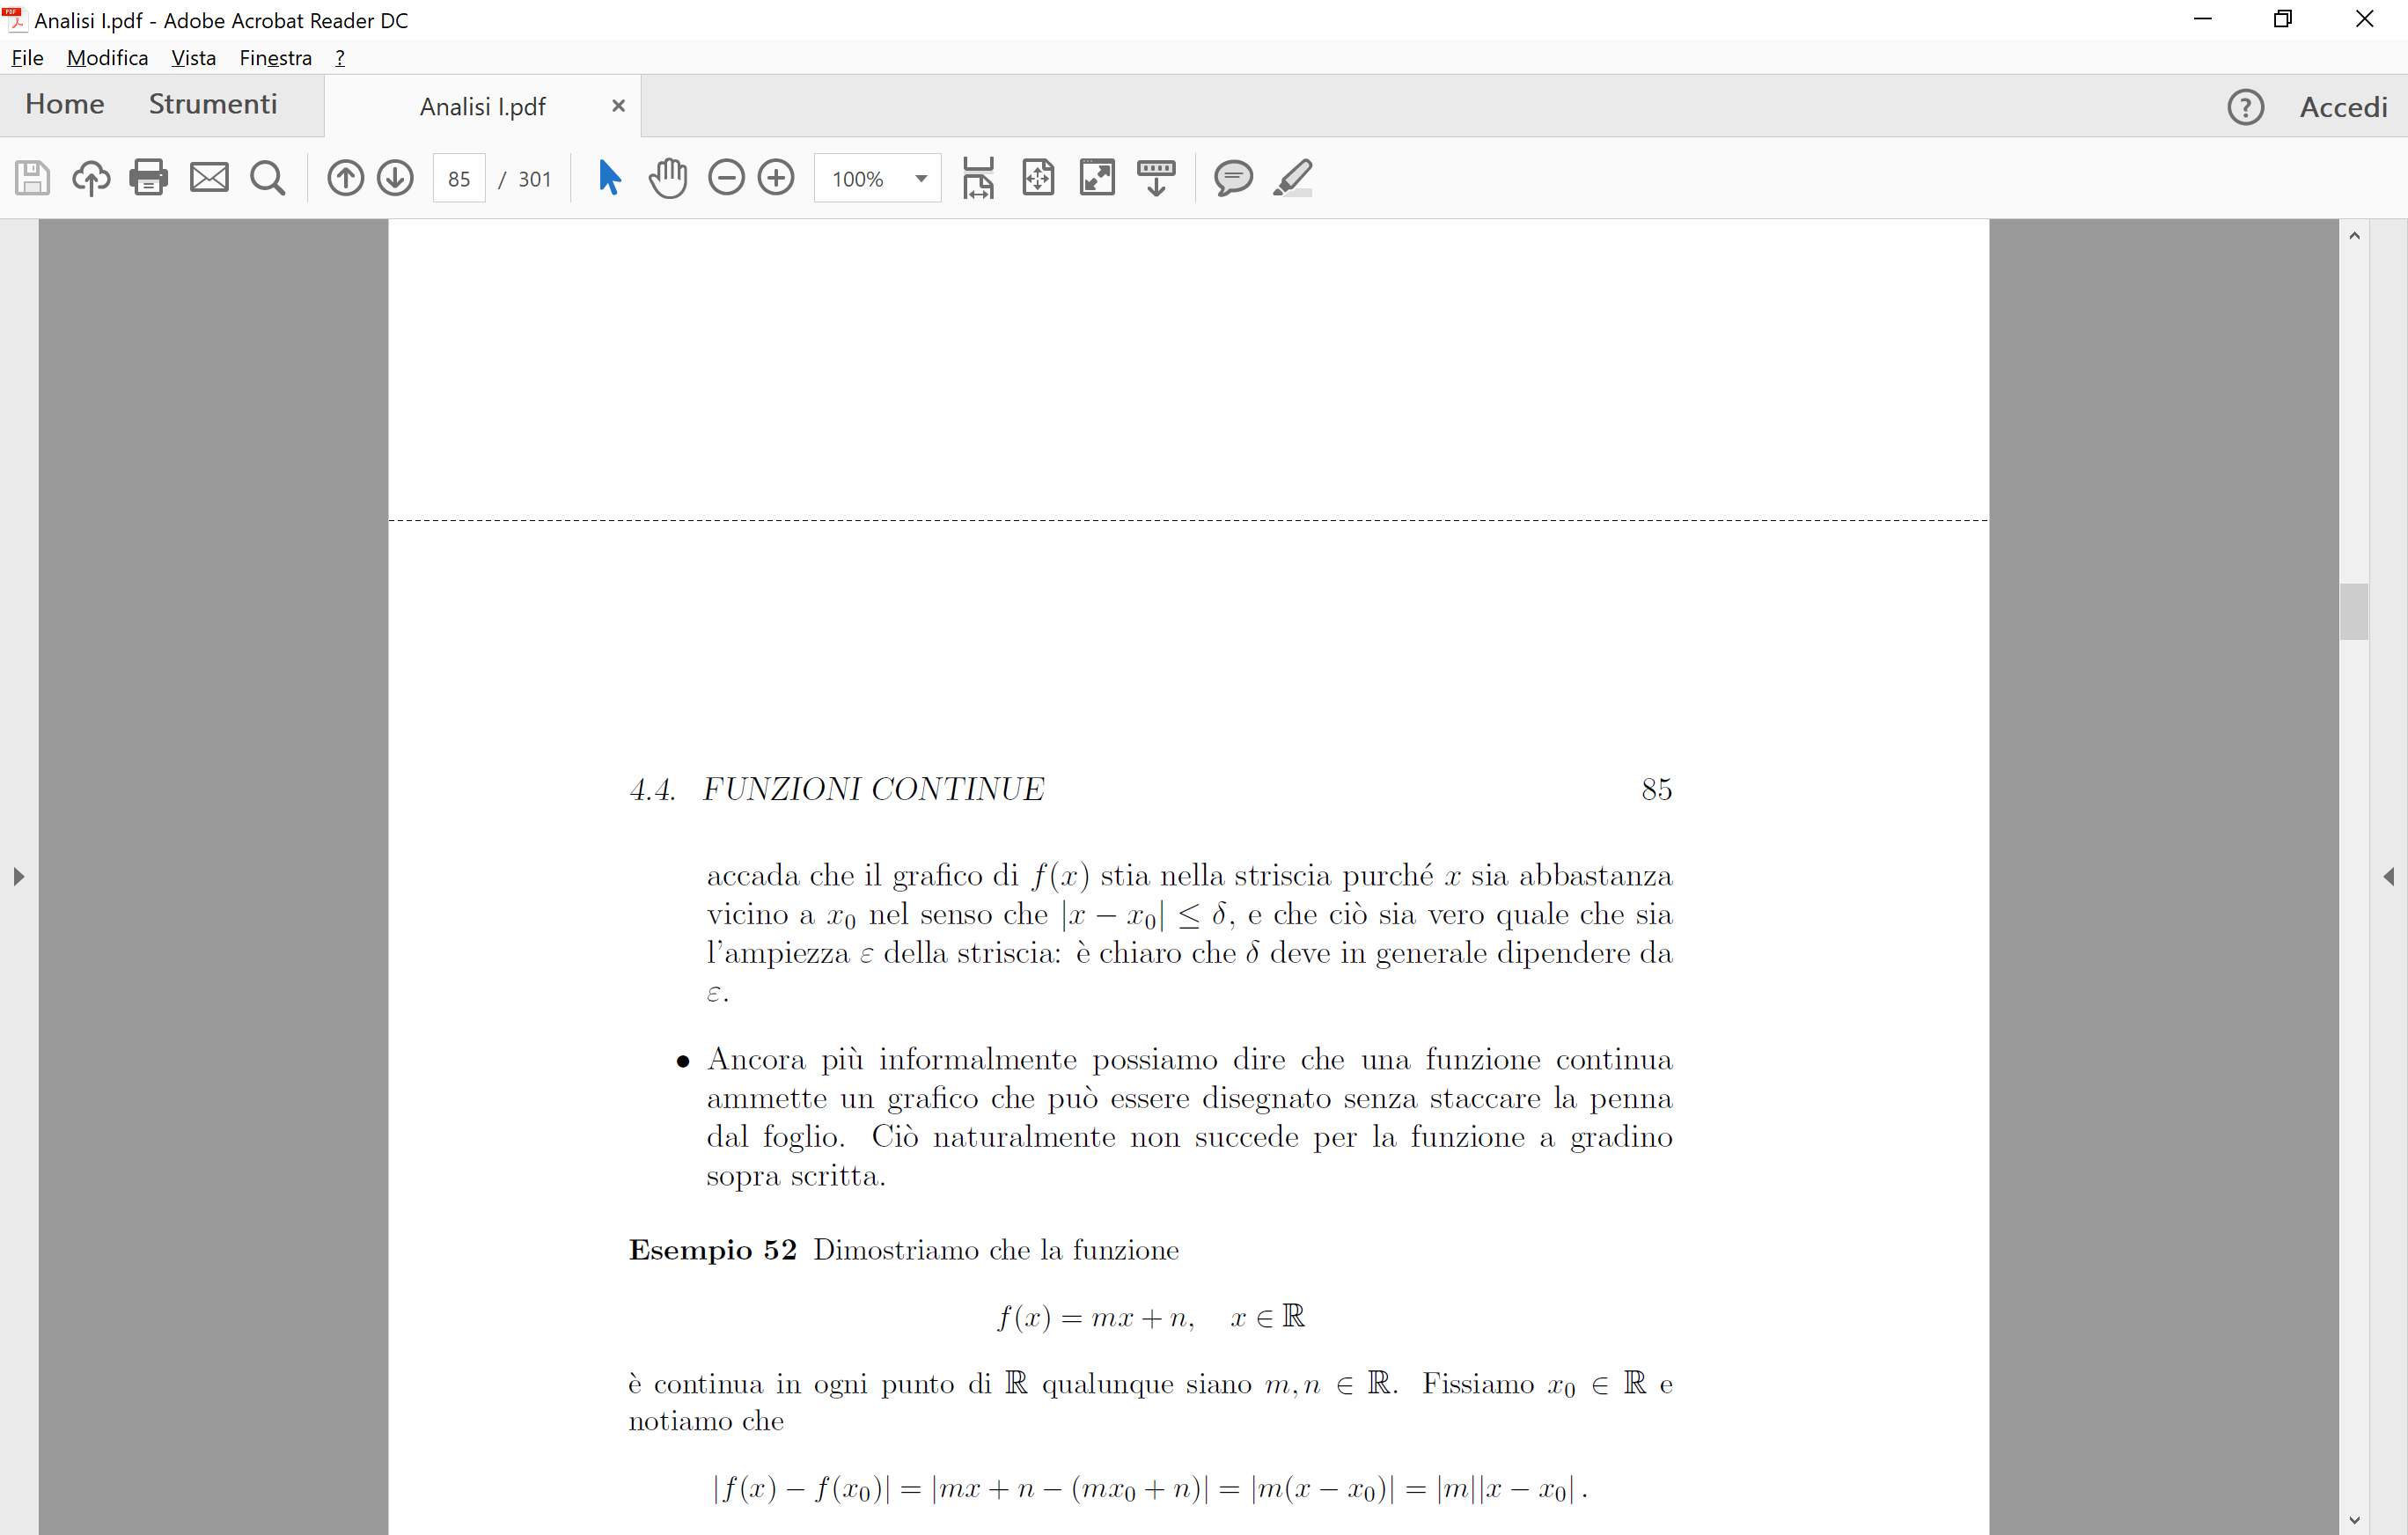 Analisi I.pdf - Adobe Acrobat Reader DC
File Modifica Vista Finestra ?
Home Strumenti Analisi I.pdf × ? Accedi
85 / 301 100%
4.4. FUNZIONI CONTINUE 85
accada che il grafico di f(x) stia nella striscia purché x sia abbastanza
vicino a x₀ nel senso che |x − x₀| ≤ δ, e che ciò sia vero quale che sia
l'ampiezza ε della striscia: è chiaro che δ deve in generale dipendere da
ε.
• Ancora più informalmente possiamo dire che una funzione continua
ammette un grafico che può essere disegnato senza staccare la penna
dal foglio. Ciò naturalmente non succede per la funzione a gradino
sopra scritta.
Esempio 52 Dimostriamo che la funzione
f(x) = mx + n, x ∈ ℝ
è continua in ogni punto di ℝ qualunque siano m, n ∈ ℝ. Fissiamo x₀ ∈ ℝ e
notiamo che
|f(x) − f(x₀)| = |mx + n − (mx₀ + n)| = |m(x − x₀)| = |m||x − x₀| .